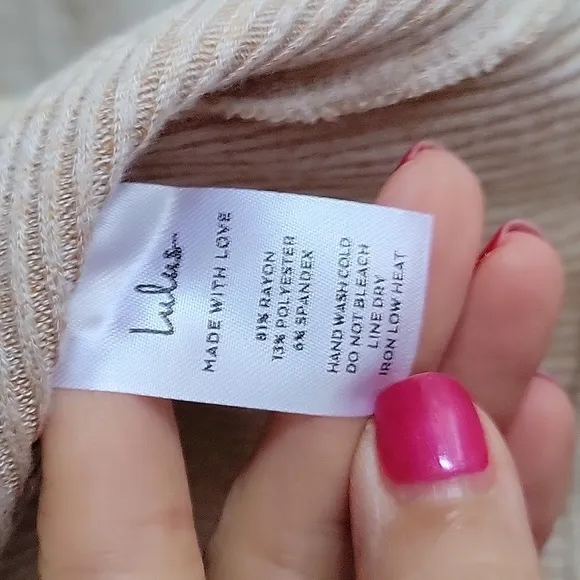 Lulus
MADE WITH LOVE
81% RAYON
13% POLYESTER
6% SPANDEX
HAND WASH COLD
DO NOT BLEACH
LINE DRY
IRON LOW HEAT